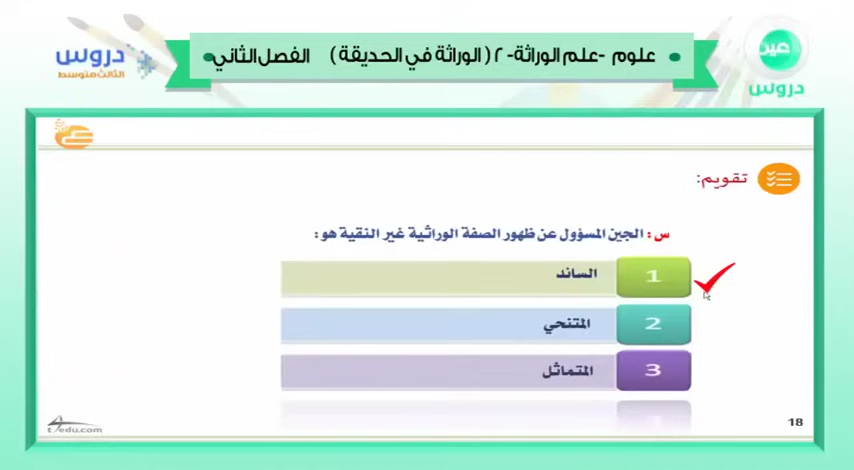 علوم -علم الوراثة-٢ (الوراثة في الحديقة) الفصل الثاني
دروس
الثالث متوسط
عين
دروس
تقويم:
س: الجين المسؤول عن ظهور الصفة الوراثية غير النقية هو:
1 السائد
2 المتنحي
3 المتماثل
t4edu.com
18